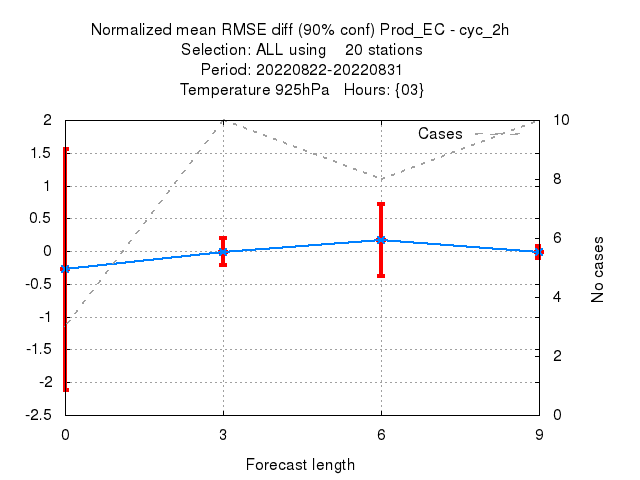 Normalized mean RMSE diff (90% conf) Prod_EC - cyc_2h
Selection: ALL using    20 stations
Period: 20220822-20220831
Temperature 925hPa   Hours: {03}
Cases
2
1.5
1
0.5
0
-0.5
-1
-1.5
-2
-2.5
10
8
6
4
2
0
No cases
0 3 6 9
Forecast length